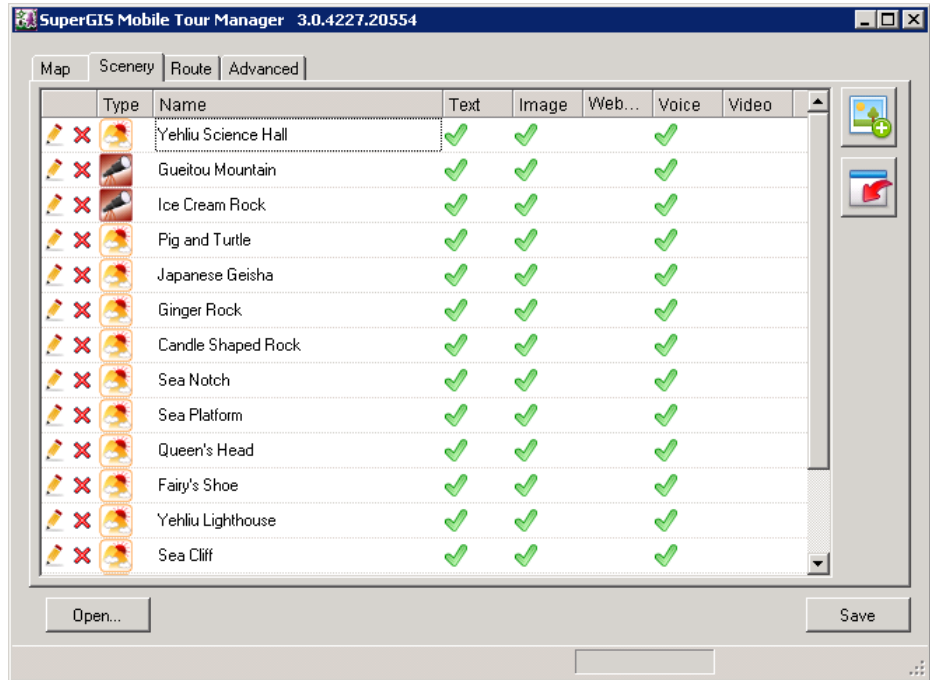 SuperGIS Mobile Tour Manager 3.0.4227.20554
Map Scenery Route Advanced
Type Name Text Image Web... Voice Video
Yehliu Science Hall
Gueitou Mountain
Ice Cream Rock
Pig and Turtle
Japanese Geisha
Ginger Rock
Candle Shaped Rock
Sea Notch
Sea Platform
Queen's Head
Fairy's Shoe
Yehliu Lighthouse
Sea Cliff
Open... Save